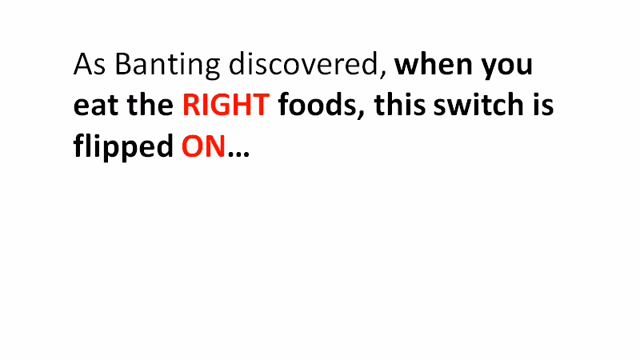 As Banting discovered, when you
eat the RIGHT foods, this switch is
flipped ON…